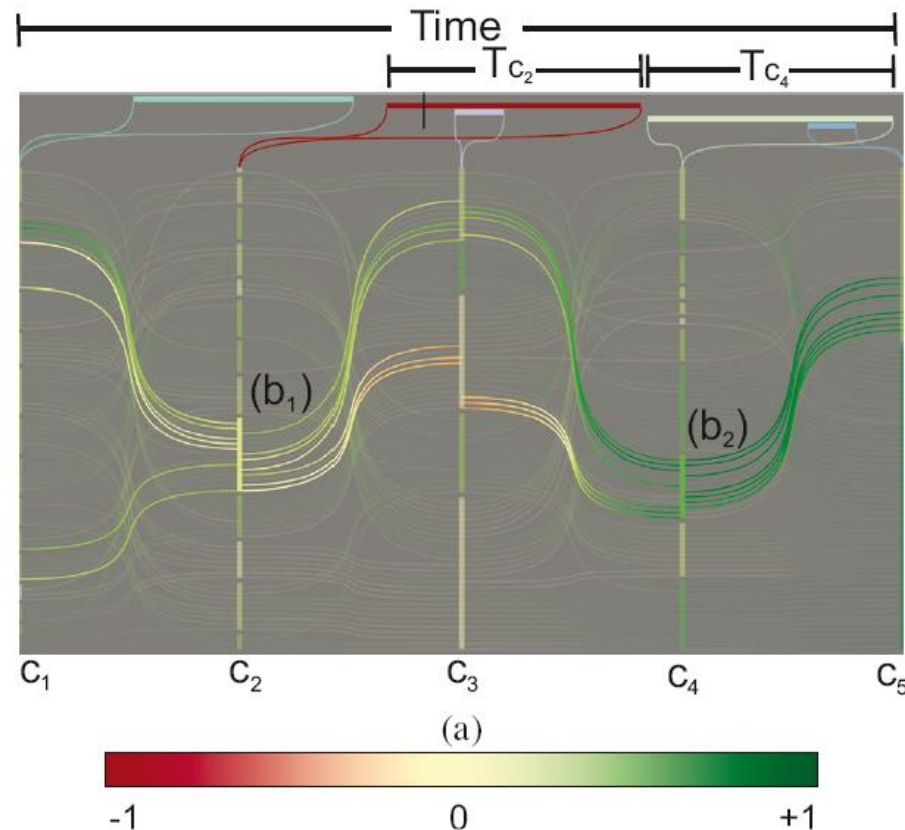 Time
Tc₂ Tc₄
(b₁)
(b₂)
c₁ c₂ c₃ c₄ c₅
(a)
-1 0 +1